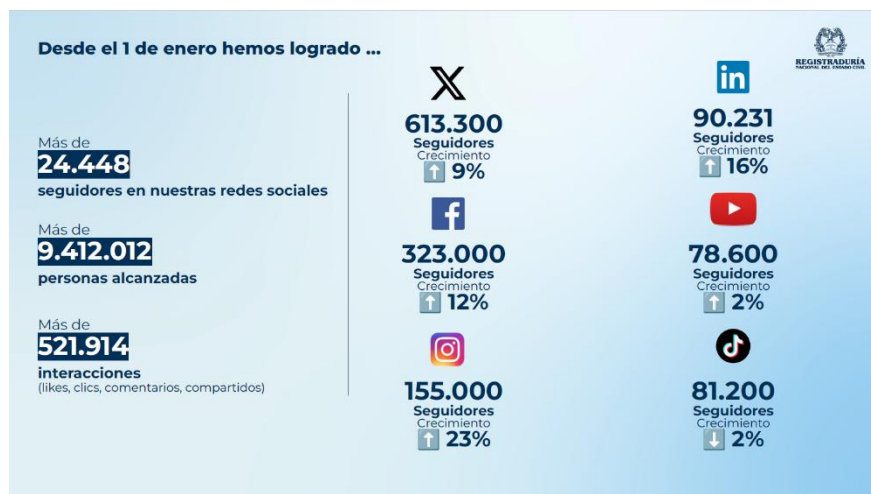 Desde el 1 de enero hemos logrado ...
REGISTRADURÍA
NACIONAL DEL ESTADO CIVIL
Más de
24.448
seguidores en nuestras redes sociales
Más de
9.412.012
personas alcanzadas
Más de
521.914
interacciones
(likes, clics, comentarios, compartidos)
X
613.300
Seguidores
Crecimiento
⬆ 9%
in
90.231
Seguidores
Crecimiento
⬆ 16%
f
323.000
Seguidores
Crecimiento
⬆ 12%
78.600
Seguidores
Crecimiento
⬆ 2%
155.000
Seguidores
Crecimiento
⬆ 23%
81.200
Seguidores
Crecimiento
⬇ 2%